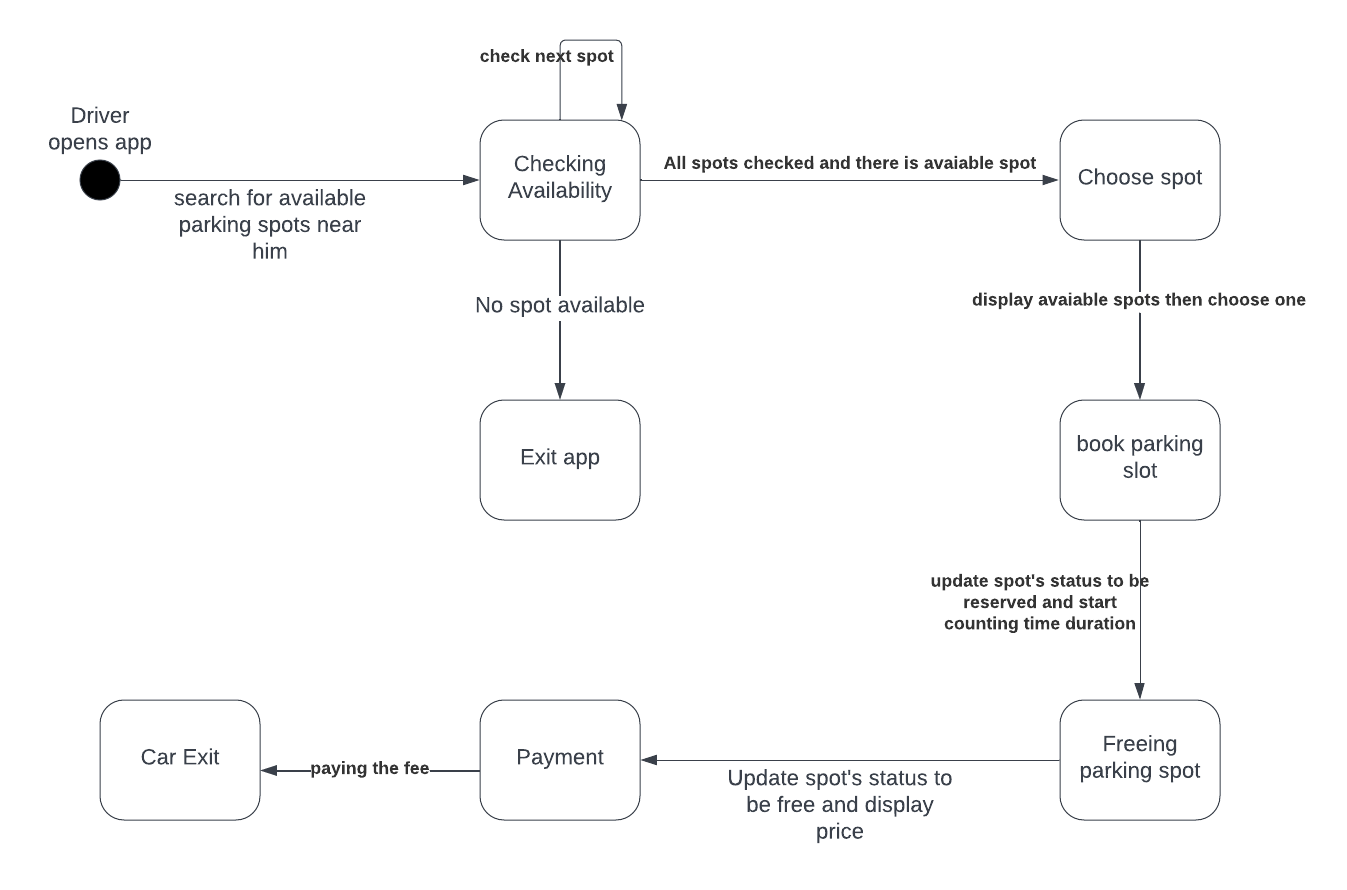 check next spot
Driver
opens app
search for available
parking spots near
him
Checking
Availability
All spots checked and there is avaiable spot
Choose spot
No spot available
display avaiable spots then choose one
Exit app
book parking
slot
update spot's status to be
reserved and start
counting time duration
Car Exit
paying the fee
Payment
Update spot's status to
be free and display
price
Freeing
parking spot